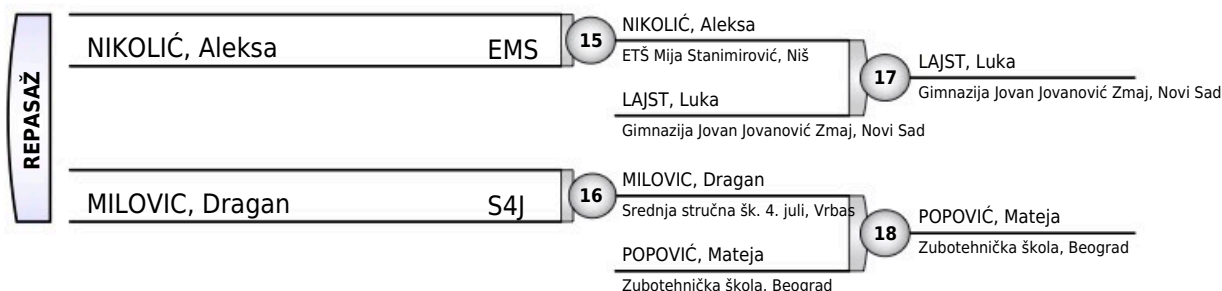 REPASAŽ
NIKOLIĆ, Aleksa EMS
15
NIKOLIĆ, Aleksa
ETŠ Mija Stanimirović, Niš
LAJST, Luka
Gimnazija Jovan Jovanović Zmaj, Novi Sad
17
LAJST, Luka
Gimnazija Jovan Jovanović Zmaj, Novi Sad
MILOVIC, Dragan S4J
16
MILOVIC, Dragan
Srednja stručna šk. 4. juli, Vrbas
POPOVIĆ, Mateja
Zubotehnička škola, Beograd
18
POPOVIĆ, Mateja
Zubotehnička škola, Beograd